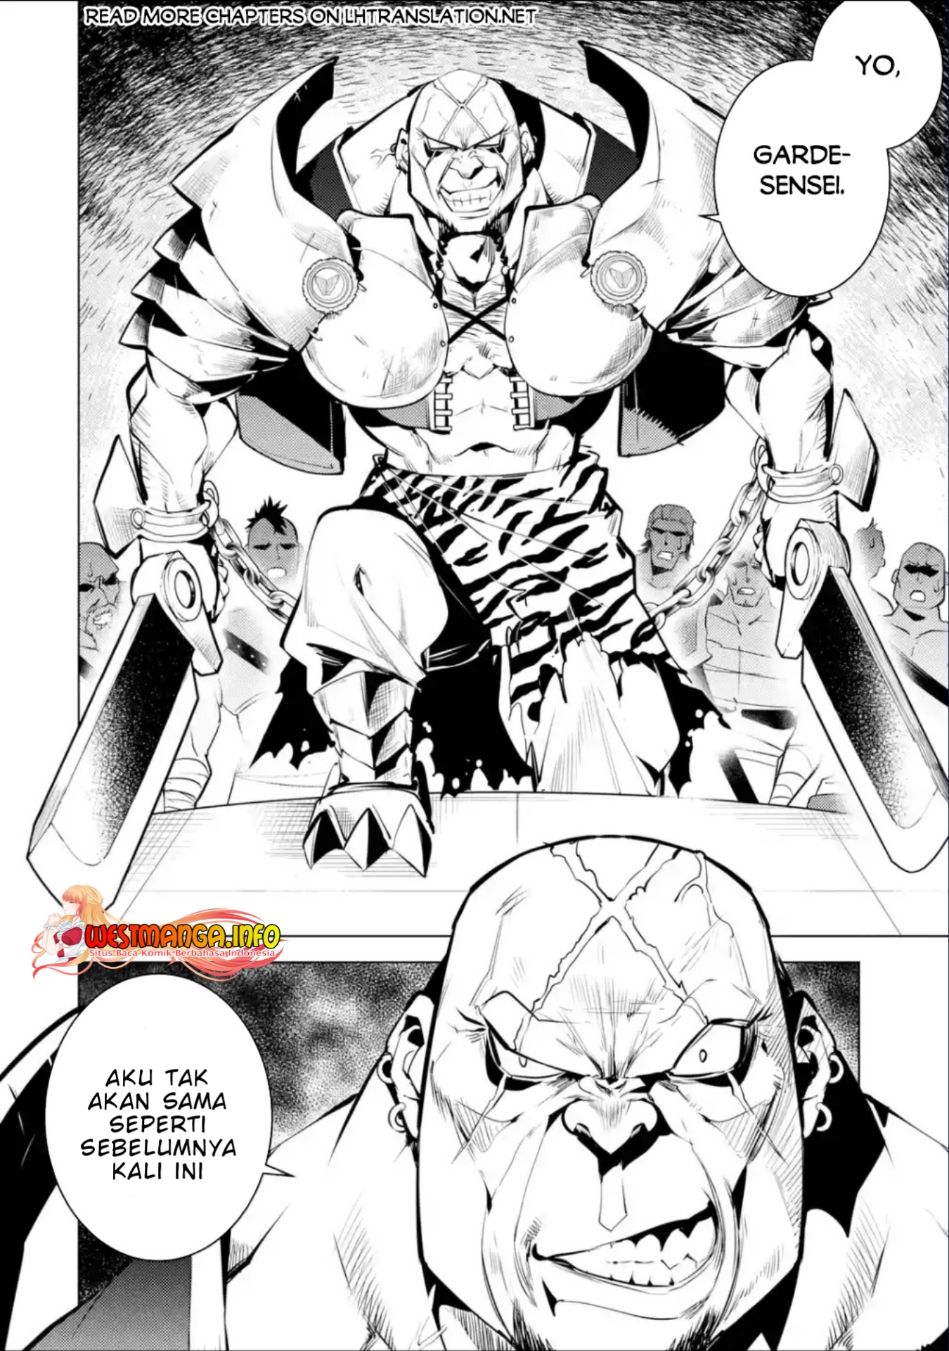 READ MORE CHAPTERS ON LHTRANSLATION.NET
YO,
GARDE-
SENSEI.
WESTMANGA.INFO
Situs Baca Komik Berbahasa Indonesia
AKU TAK
AKAN SAMA
SEPERTI
SEBELUMNYA
KALI INI